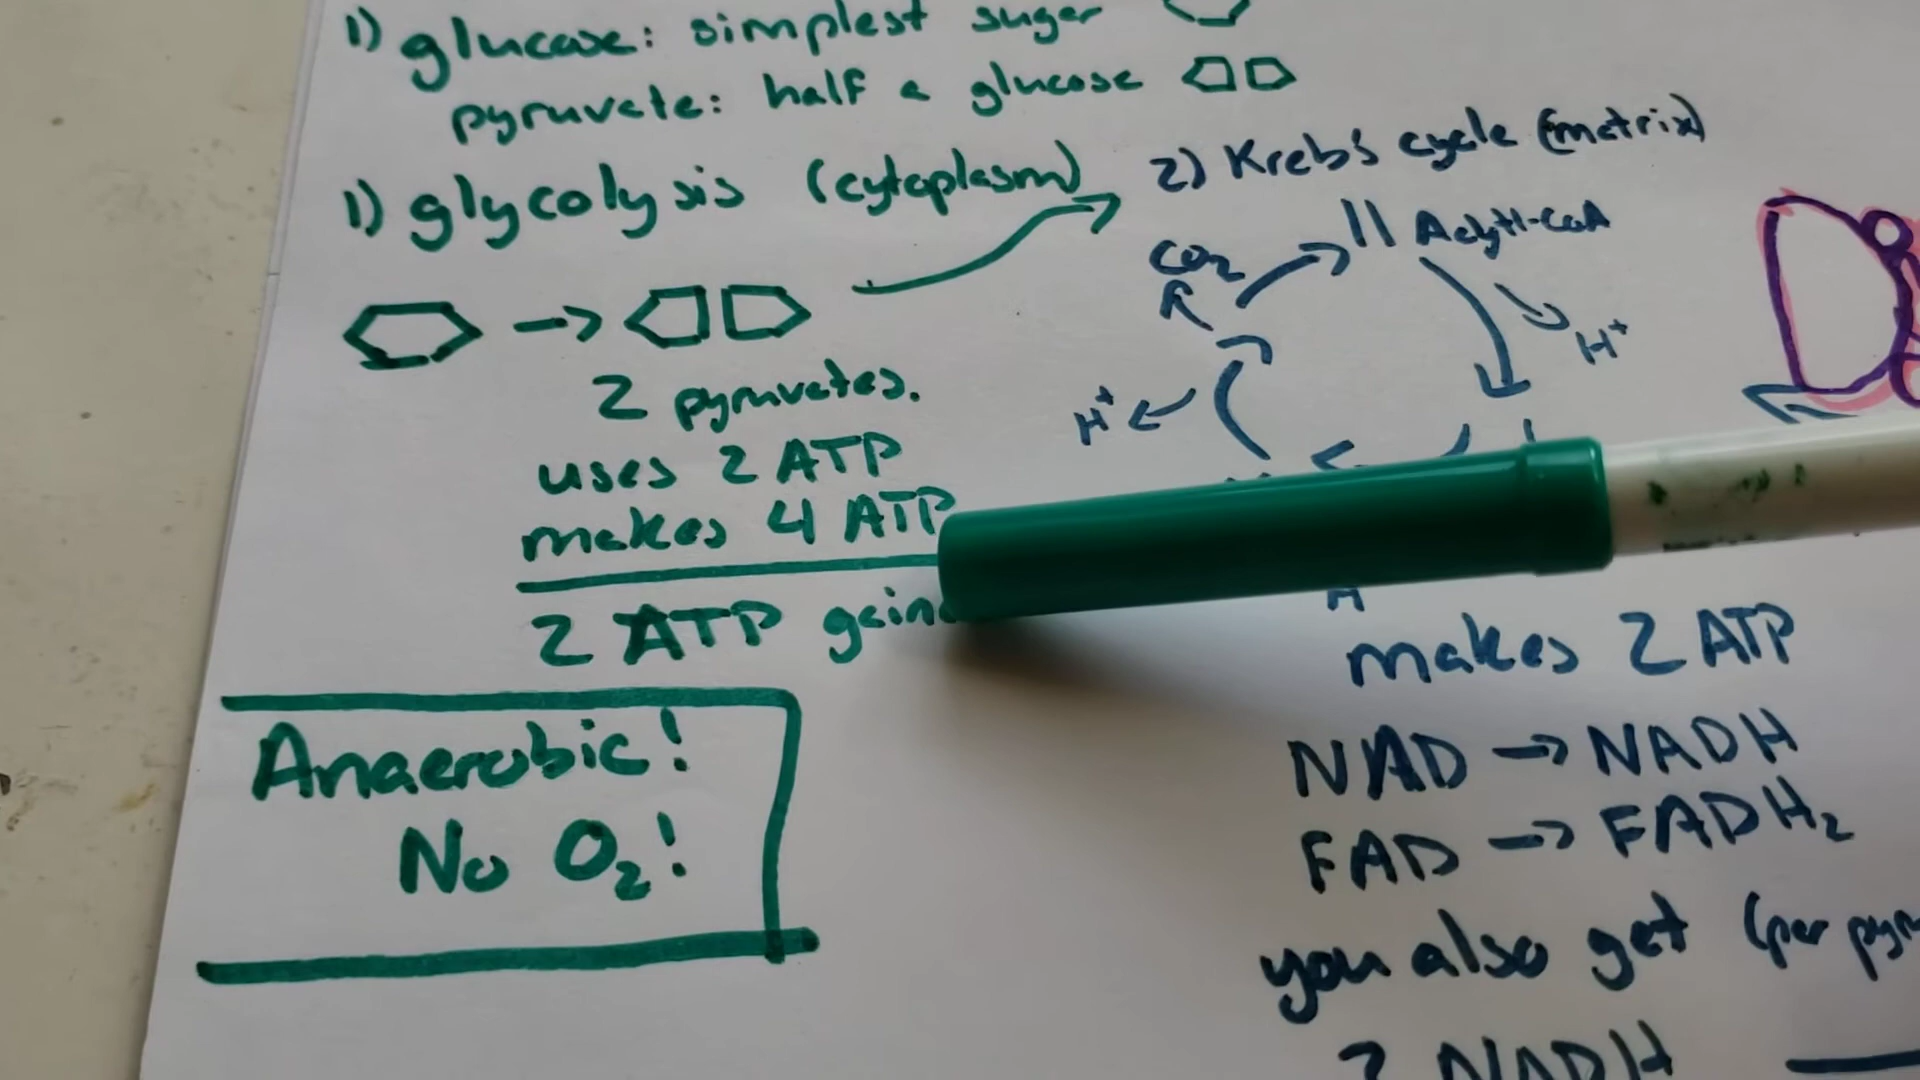 1) glucose: simplest sugar
pyruvate: half a glucose
1) glycolysis (cytoplasm)
2 pyruvates.
uses 2 ATP
makes 4 ATP
2 ATP gain
Anaerobic!
No O₂!
2) Kreb's cycle (matrix)
CO₂
Acetyl-CoA
H⁺
H⁺
H
makes 2 ATP
NAD → NADH
FAD → FADH₂
you also get (per
NADH